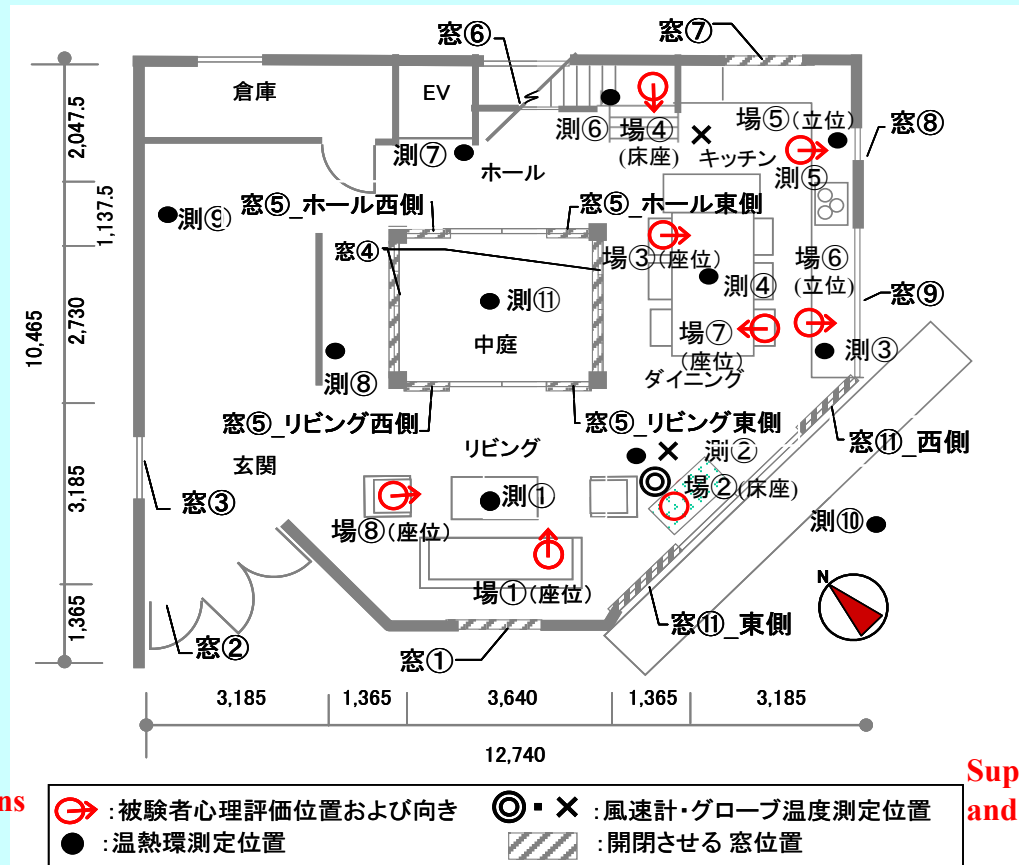 窓⑥
窓⑦
倉庫
EV
測⑥
場④
(床座)
キッチン
場⑤(立位)
測⑤
窓⑧
測⑦
ホール
測⑨
窓⑤_ホール西側
窓⑤_ホール東側
窓④
場③(座位)
測④
場⑥
(立位)
窓⑨
測⑪
中庭
測⑧
場⑦
(座位)
測③
ダイニング
窓⑤_リビング西側
窓⑤_リビング東側
窓⑪_西側
玄関
リビング
測②
窓③
測①
場②(床座)
測⑩
場⑧(座位)
場①(座位)
N
窓②
窓①
窓⑪_東側
2,047.5
1,137.5
2,730
3,185
1,365
10,465
3,185
1,365
3,640
1,365
3,185
12,740
ns
Sup
and
:被験者心理評価位置および向き
:風速計・グローブ温度測定位置
:温熱環測定位置
:開閉させる 窓位置